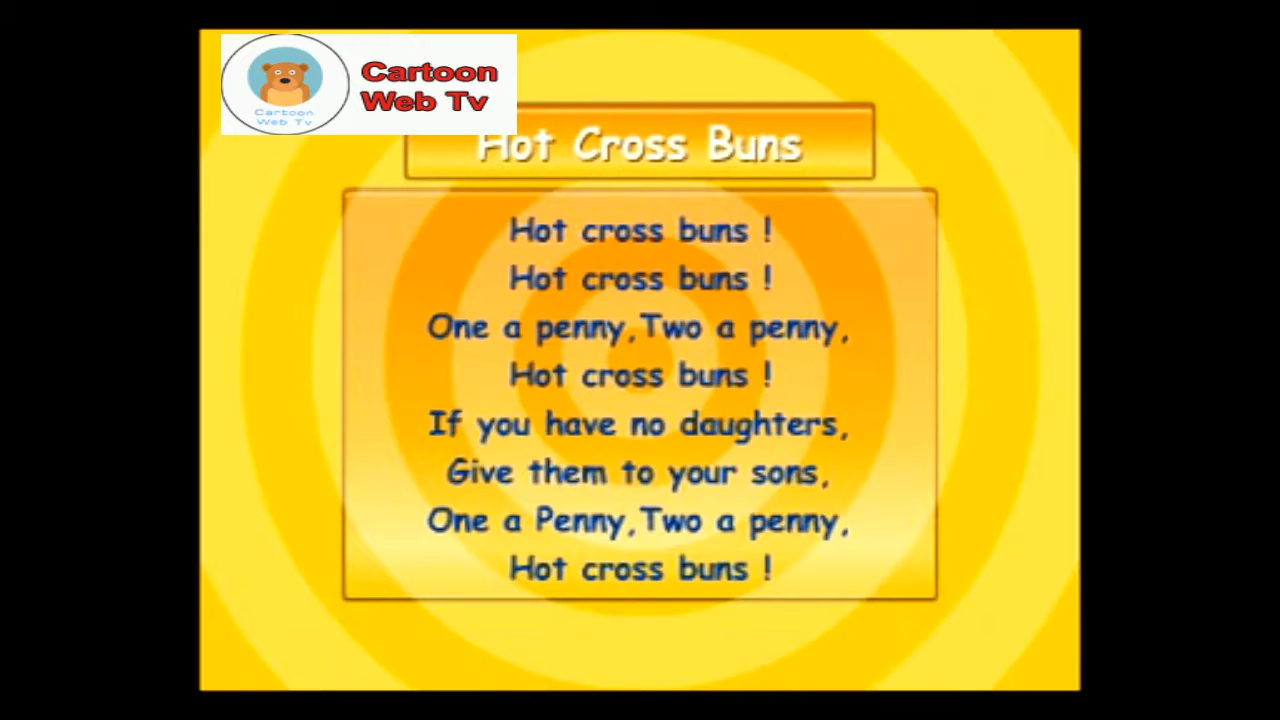 Cartoon
Web Tv
Cartoon
Web Tv
Hot Cross Buns
Hot cross buns !
Hot cross buns !
One a penny,Two a penny,
Hot cross buns !
If you have no daughters,
Give them to your sons,
One a Penny,Two a penny,
Hot cross buns !